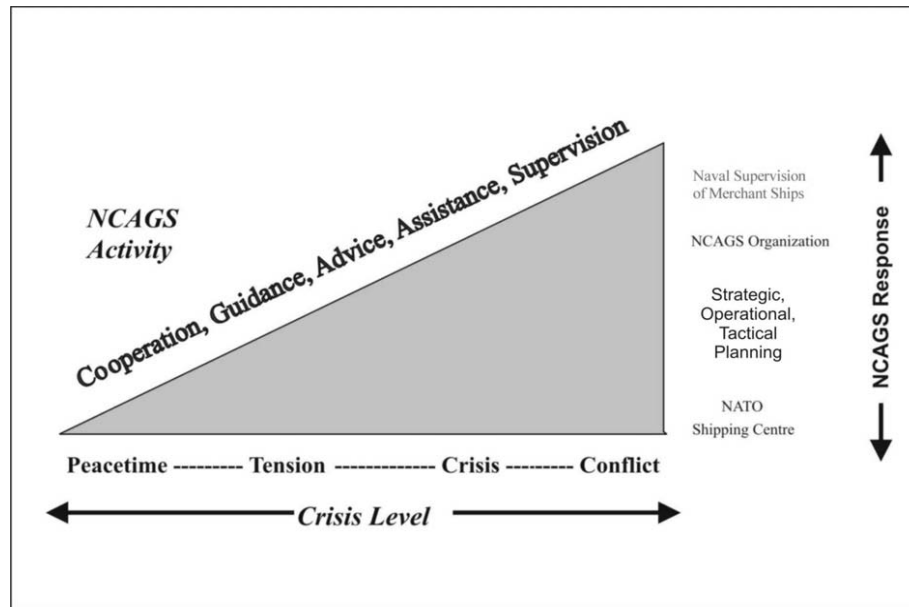 NCAGS
Activity
Cooperation, Guidance, Advice, Assistance, Supervision
Naval Supervision
of Merchant Ships
NCAGS Organization
Strategic,
Operational,
Tactical
Planning
NATO
Shipping Centre
NCAGS Response
Peacetime --------- Tension ------------- Crisis --------- Conflict
Crisis Level